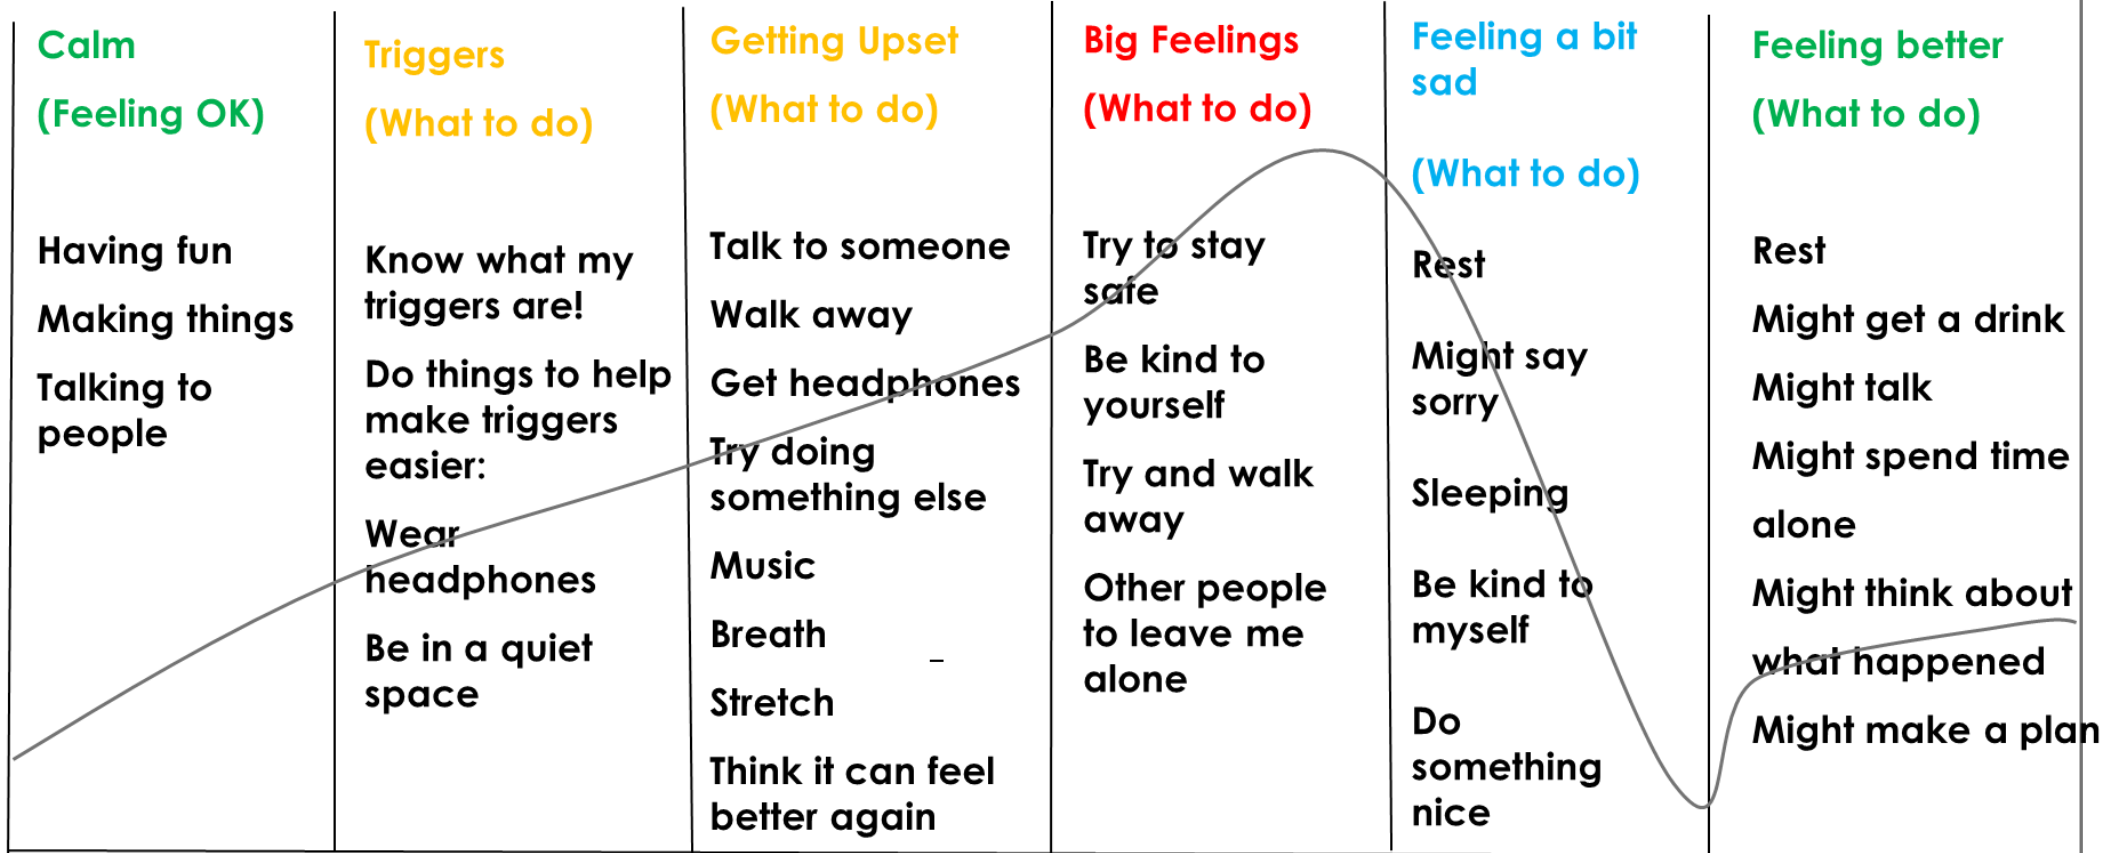 Calm
(Feeling OK)
Having fun
Making things
Talking to
people
Triggers
(What to do)
Know what my
triggers are!
Do things to help
make triggers
easier:
Wear
headphones
Be in a quiet
space
Getting Upset
(What to do)
Talk to someone
Walk away
Get headphones
Try doing
something else
Music
Breath
_
Stretch
Think it can feel
better again
Big Feelings
(What to do)
Try to stay
safe
Be kind to
yourself
Try and walk
away
Other people
to leave me
alone
Feeling a bit
sad
(What to do)
Rest
Might say
sorry
Sleeping
Be kind to
myself
Do
something
nice
Feeling better
(What to do)
Rest
Might get a drink
Might talk
Might spend time
alone
Might think about
what happened
Might make a plan